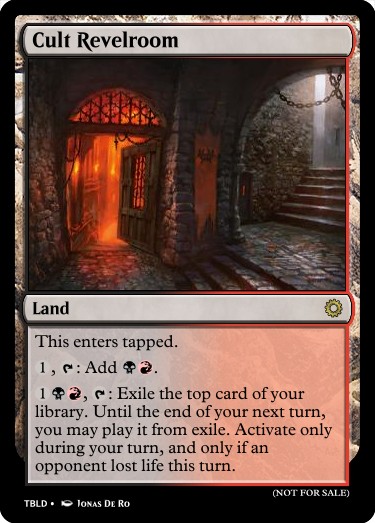 Cult Revelroom
Land
This enters tapped.
1 , : Add .
1 , : Exile the top card of your
library. Until the end of your next turn,
you may play it from exile. Activate only
during your turn, and only if an
opponent lost life this turn.
(NOT FOR SALE)
TBLD • Jonas De Ro